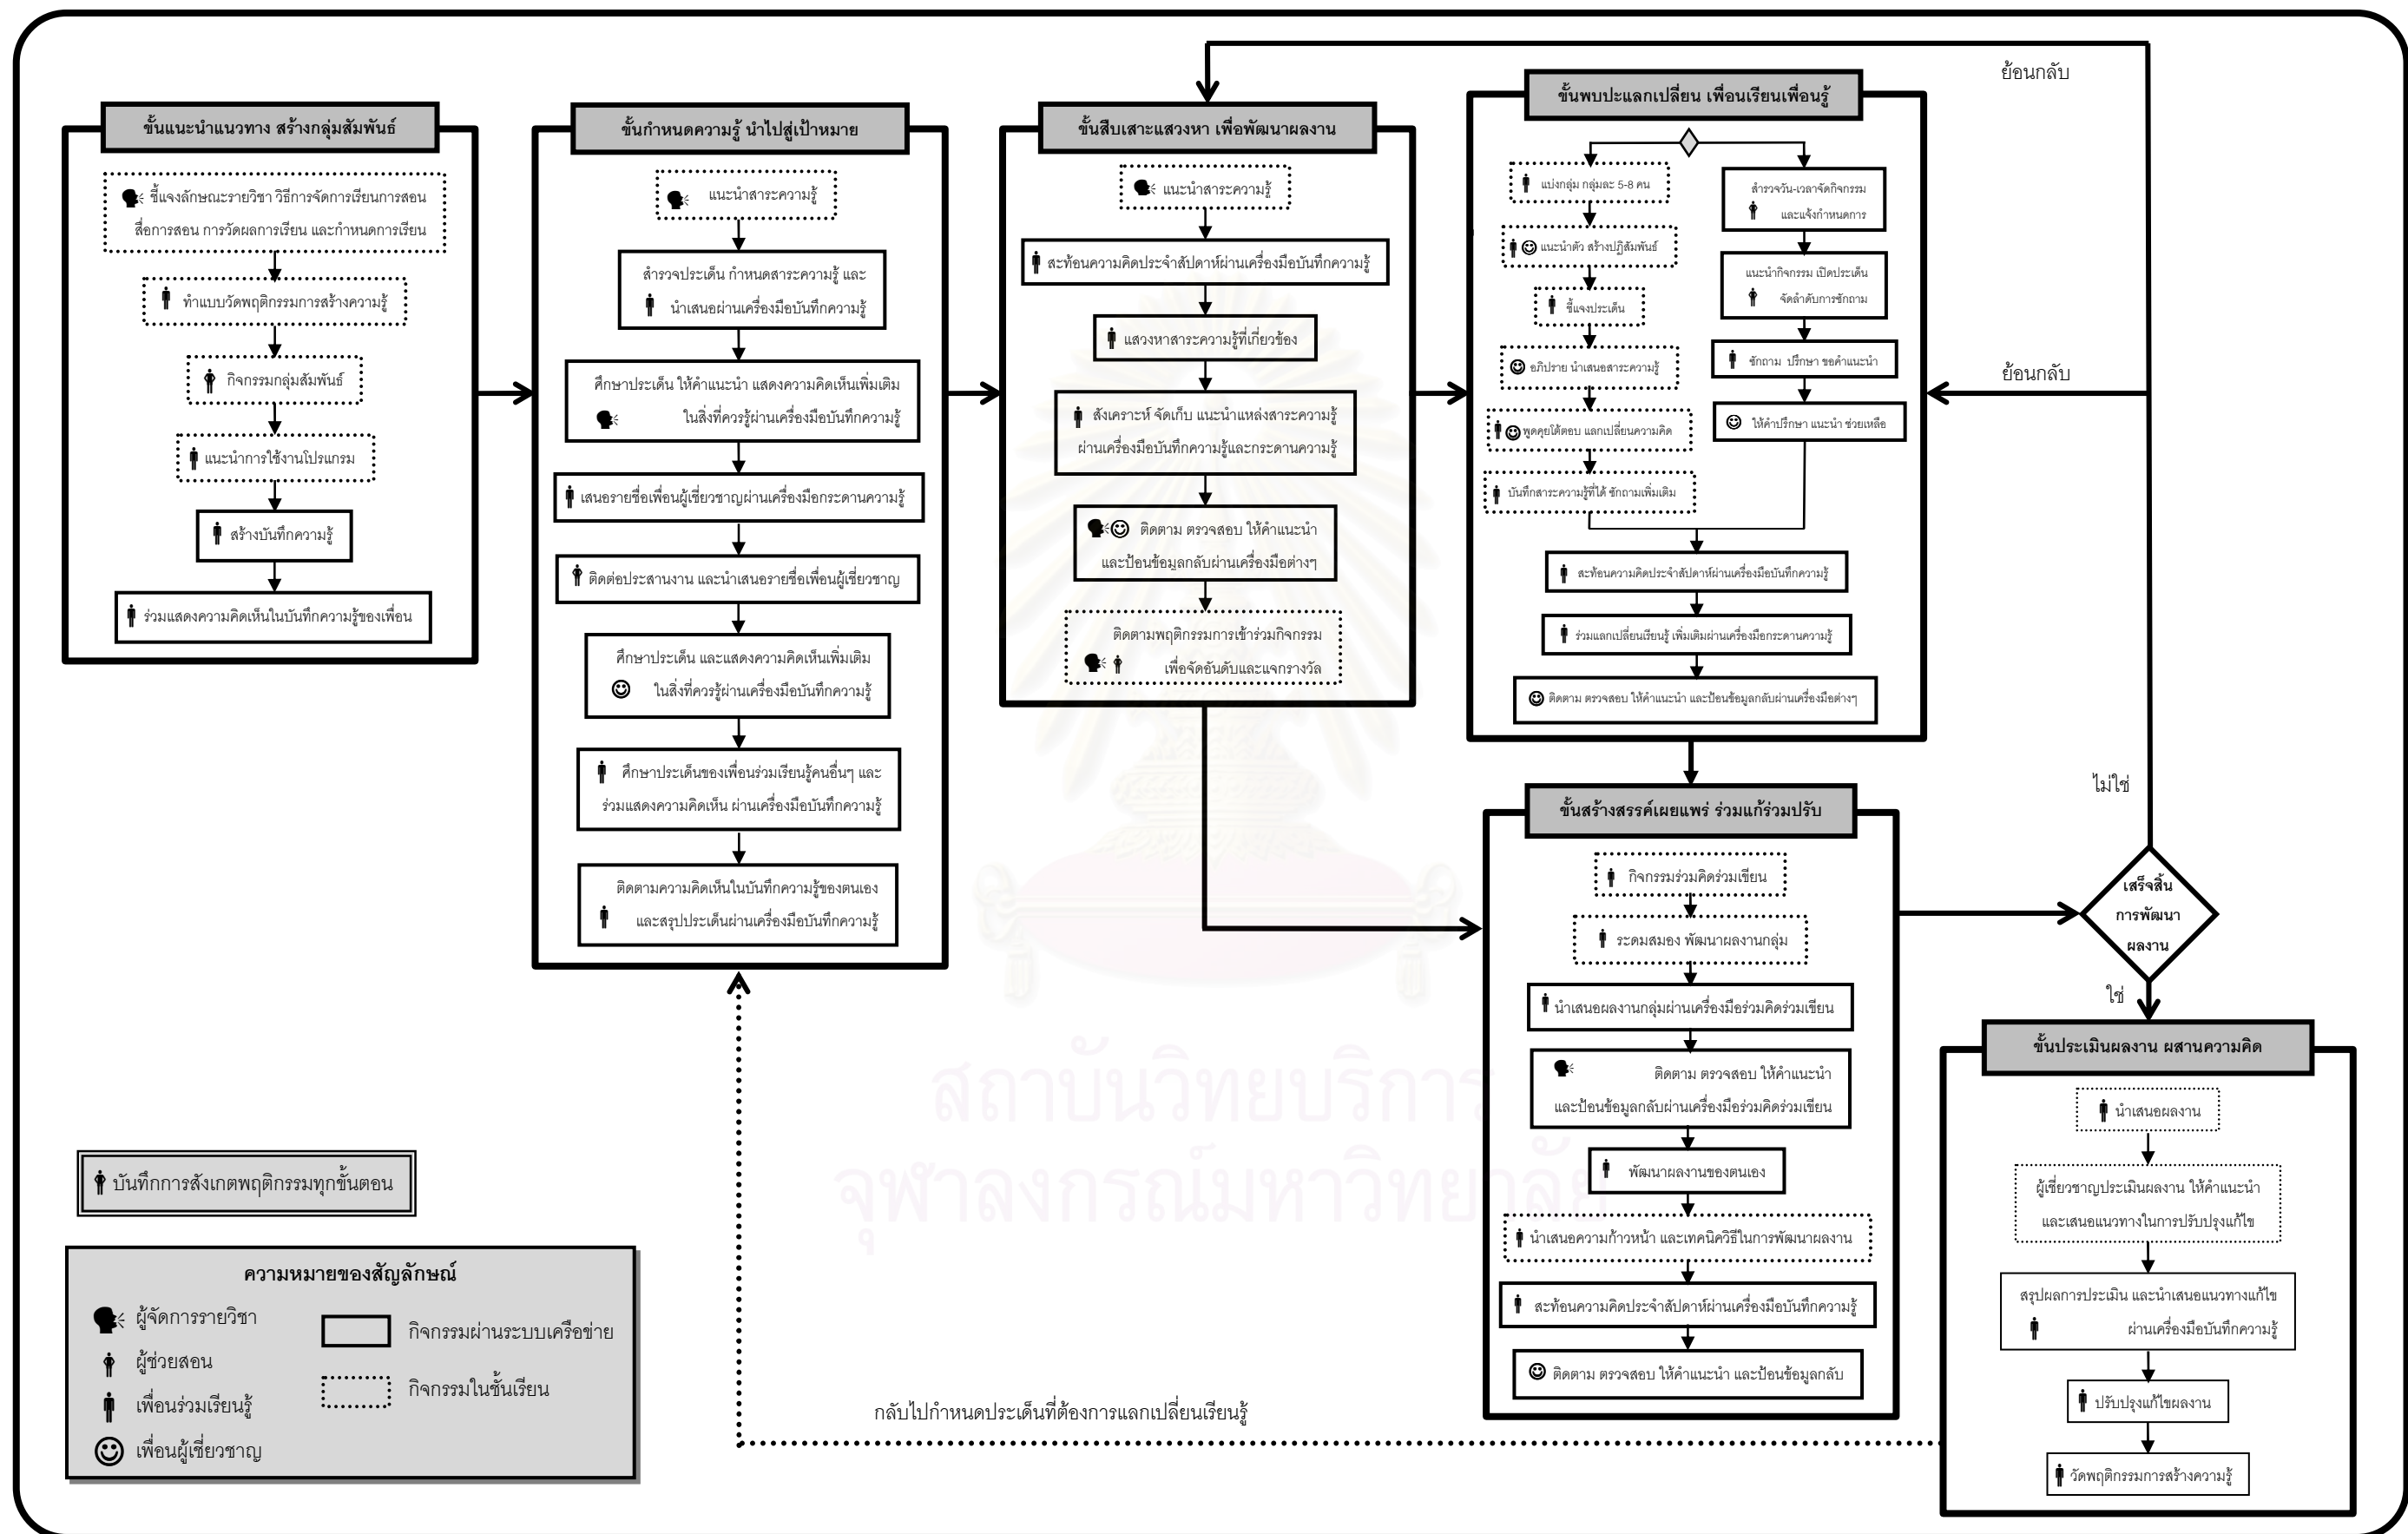 ย้อนกลับ
ขั้นแนะนำแนวทาง สร้างกลุ่มสัมพันธ์
ชี้แจงลักษณะรายวิชา วิธีการจัดการเรียนการสอน
สื่อการสอน การวัดผลการเรียน และกำหนดการเรียน
ทำแบบวัดพฤติกรรมการสร้างความรู้
กิจกรรมกลุ่มสัมพันธ์
แนะนำการใช้งานโปรแกรม
สร้างบันทึกความรู้
ร่วมแสดงความคิดเห็นในบันทึกความรู้ของเพื่อน
ขั้นกำหนดความรู้ นำไปสู่เป้าหมาย
แนะนำสาระความรู้
สำรวจประเด็น กำหนดสาระความรู้ และ
นำเสนอผ่านเครื่องมือบันทึกความรู้
ศึกษาประเด็น ให้คำแนะนำ แสดงความคิดเห็นเพิ่มเติม
ในสิ่งที่ควรรู้ผ่านเครื่องมือบันทึกความรู้
เสนอรายชื่อเพื่อนผู้เชี่ยวชาญผ่านเครื่องมือกระดานความรู้
ติดต่อประสานงาน และนำเสนอรายชื่อเพื่อนผู้เชี่ยวชาญ
ศึกษาประเด็น และแสดงความคิดเห็นเพิ่มเติม
ในสิ่งที่ควรรู้ผ่านเครื่องมือบันทึกความรู้
ศึกษาประเด็นของเพื่อนร่วมเรียนรู้คนอื่นๆ และ
ร่วมแสดงความคิดเห็น ผ่านเครื่องมือบันทึกความรู้
ติดตามความคิดเห็นในบันทึกความรู้ของตนเอง
และสรุปประเด็นผ่านเครื่องมือบันทึกความรู้
ขั้นสืบเสาะแสวงหา เพื่อพัฒนาผลงาน
แนะนำสาระความรู้
สะท้อนความคิดประจำสัปดาห์ผ่านเครื่องมือบันทึกความรู้
แสวงหาสาระความรู้ที่เกี่ยวข้อง
สังเคราะห์ จัดเก็บ แนะนำแหล่งสาระความรู้
ผ่านเครื่องมือบันทึกความรู้และกระดานความรู้
ติดตาม ตรวจสอบ ให้คำแนะนำ
และป้อนข้อมูลกลับผ่านเครื่องมือต่างๆ
ติดตามพฤติกรรมการเข้าร่วมกิจกรรม
เพื่อจัดอันดับและแจกรางวัล
ขั้นพบปะแลกเปลี่ยน เพื่อนเรียนเพื่อนรู้
แบ่งกลุ่ม กลุ่มละ 5-8 คน
แนะนำตัว สร้างปฏิสัมพันธ์
ชี้แจงประเด็น
อภิปราย นำเสนอสาระความรู้
พูดคุยโต้ตอบ แลกเปลี่ยนความคิด
บันทึกสาระความรู้ที่ได้ ซักถามเพิ่มเติม
สำรวจวัน-เวลาจัดกิจกรรม
และแจ้งกำหนดการ
แนะนำกิจกรรม เปิดประเด็น
จัดลำดับการซักถาม
ซักถาม ปรึกษา ขอคำแนะนำ
ให้คำปรึกษา แนะนำ ช่วยเหลือ
สะท้อนความคิดประจำสัปดาห์ผ่านเครื่องมือบันทึกความรู้
ร่วมแลกเปลี่ยนเรียนรู้ เพิ่มเติมผ่านเครื่องมือกระดานความรู้
ติดตาม ตรวจสอบ ให้คำแนะนำ และป้อนข้อมูลกลับผ่านเครื่องมือต่างๆ
ย้อนกลับ
ไม่ใช่
เสร็จสิ้น
การพัฒนา
ผลงาน
ใช่
ขั้นสร้างสรรค์เผยแพร่ ร่วมแก้ร่วมปรับ
กิจกรรมร่วมคิดร่วมเขียน
ระดมสมอง พัฒนาผลงานกลุ่ม
นำเสนอผลงานกลุ่มผ่านเครื่องมือร่วมคิดร่วมเขียน
ติดตาม ตรวจสอบ ให้คำแนะนำ
และป้อนข้อมูลกลับผ่านเครื่องมือร่วมคิดร่วมเขียน
พัฒนาผลงานของตนเอง
นำเสนอความก้าวหน้า และเทคนิควิธีในการพัฒนาผลงาน
สะท้อนความคิดประจำสัปดาห์ผ่านเครื่องมือบันทึกความรู้
ติดตาม ตรวจสอบ ให้คำแนะนำ และป้อนข้อมูลกลับ
ขั้นประเมินผลงาน ผสานความคิด
นำเสนอผลงาน
ผู้เชี่ยวชาญประเมินผลงาน ให้คำแนะนำ
และเสนอแนวทางในการปรับปรุงแก้ไข
สรุปผลการประเมิน และนำเสนอแนวทางแก้ไข
ผ่านเครื่องมือบันทึกความรู้
ปรับปรุงแก้ไขผลงาน
วัดพฤติกรรมการสร้างความรู้
สถาบันวิทยบริการ
จุฬาลงกรณ์มหาวิทยาลัย
กลับไปกำหนดประเด็นที่ต้องการแลกเปลี่ยนเรียนรู้
บันทึกการสังเกตพฤติกรรมทุกขั้นตอน
ความหมายของสัญลักษณ์
ผู้จัดการรายวิชา
ผู้ช่วยสอน
เพื่อนร่วมเรียนรู้
เพื่อนผู้เชี่ยวชาญ
กิจกรรมผ่านระบบเครือข่าย
กิจกรรมในชั้นเรียน